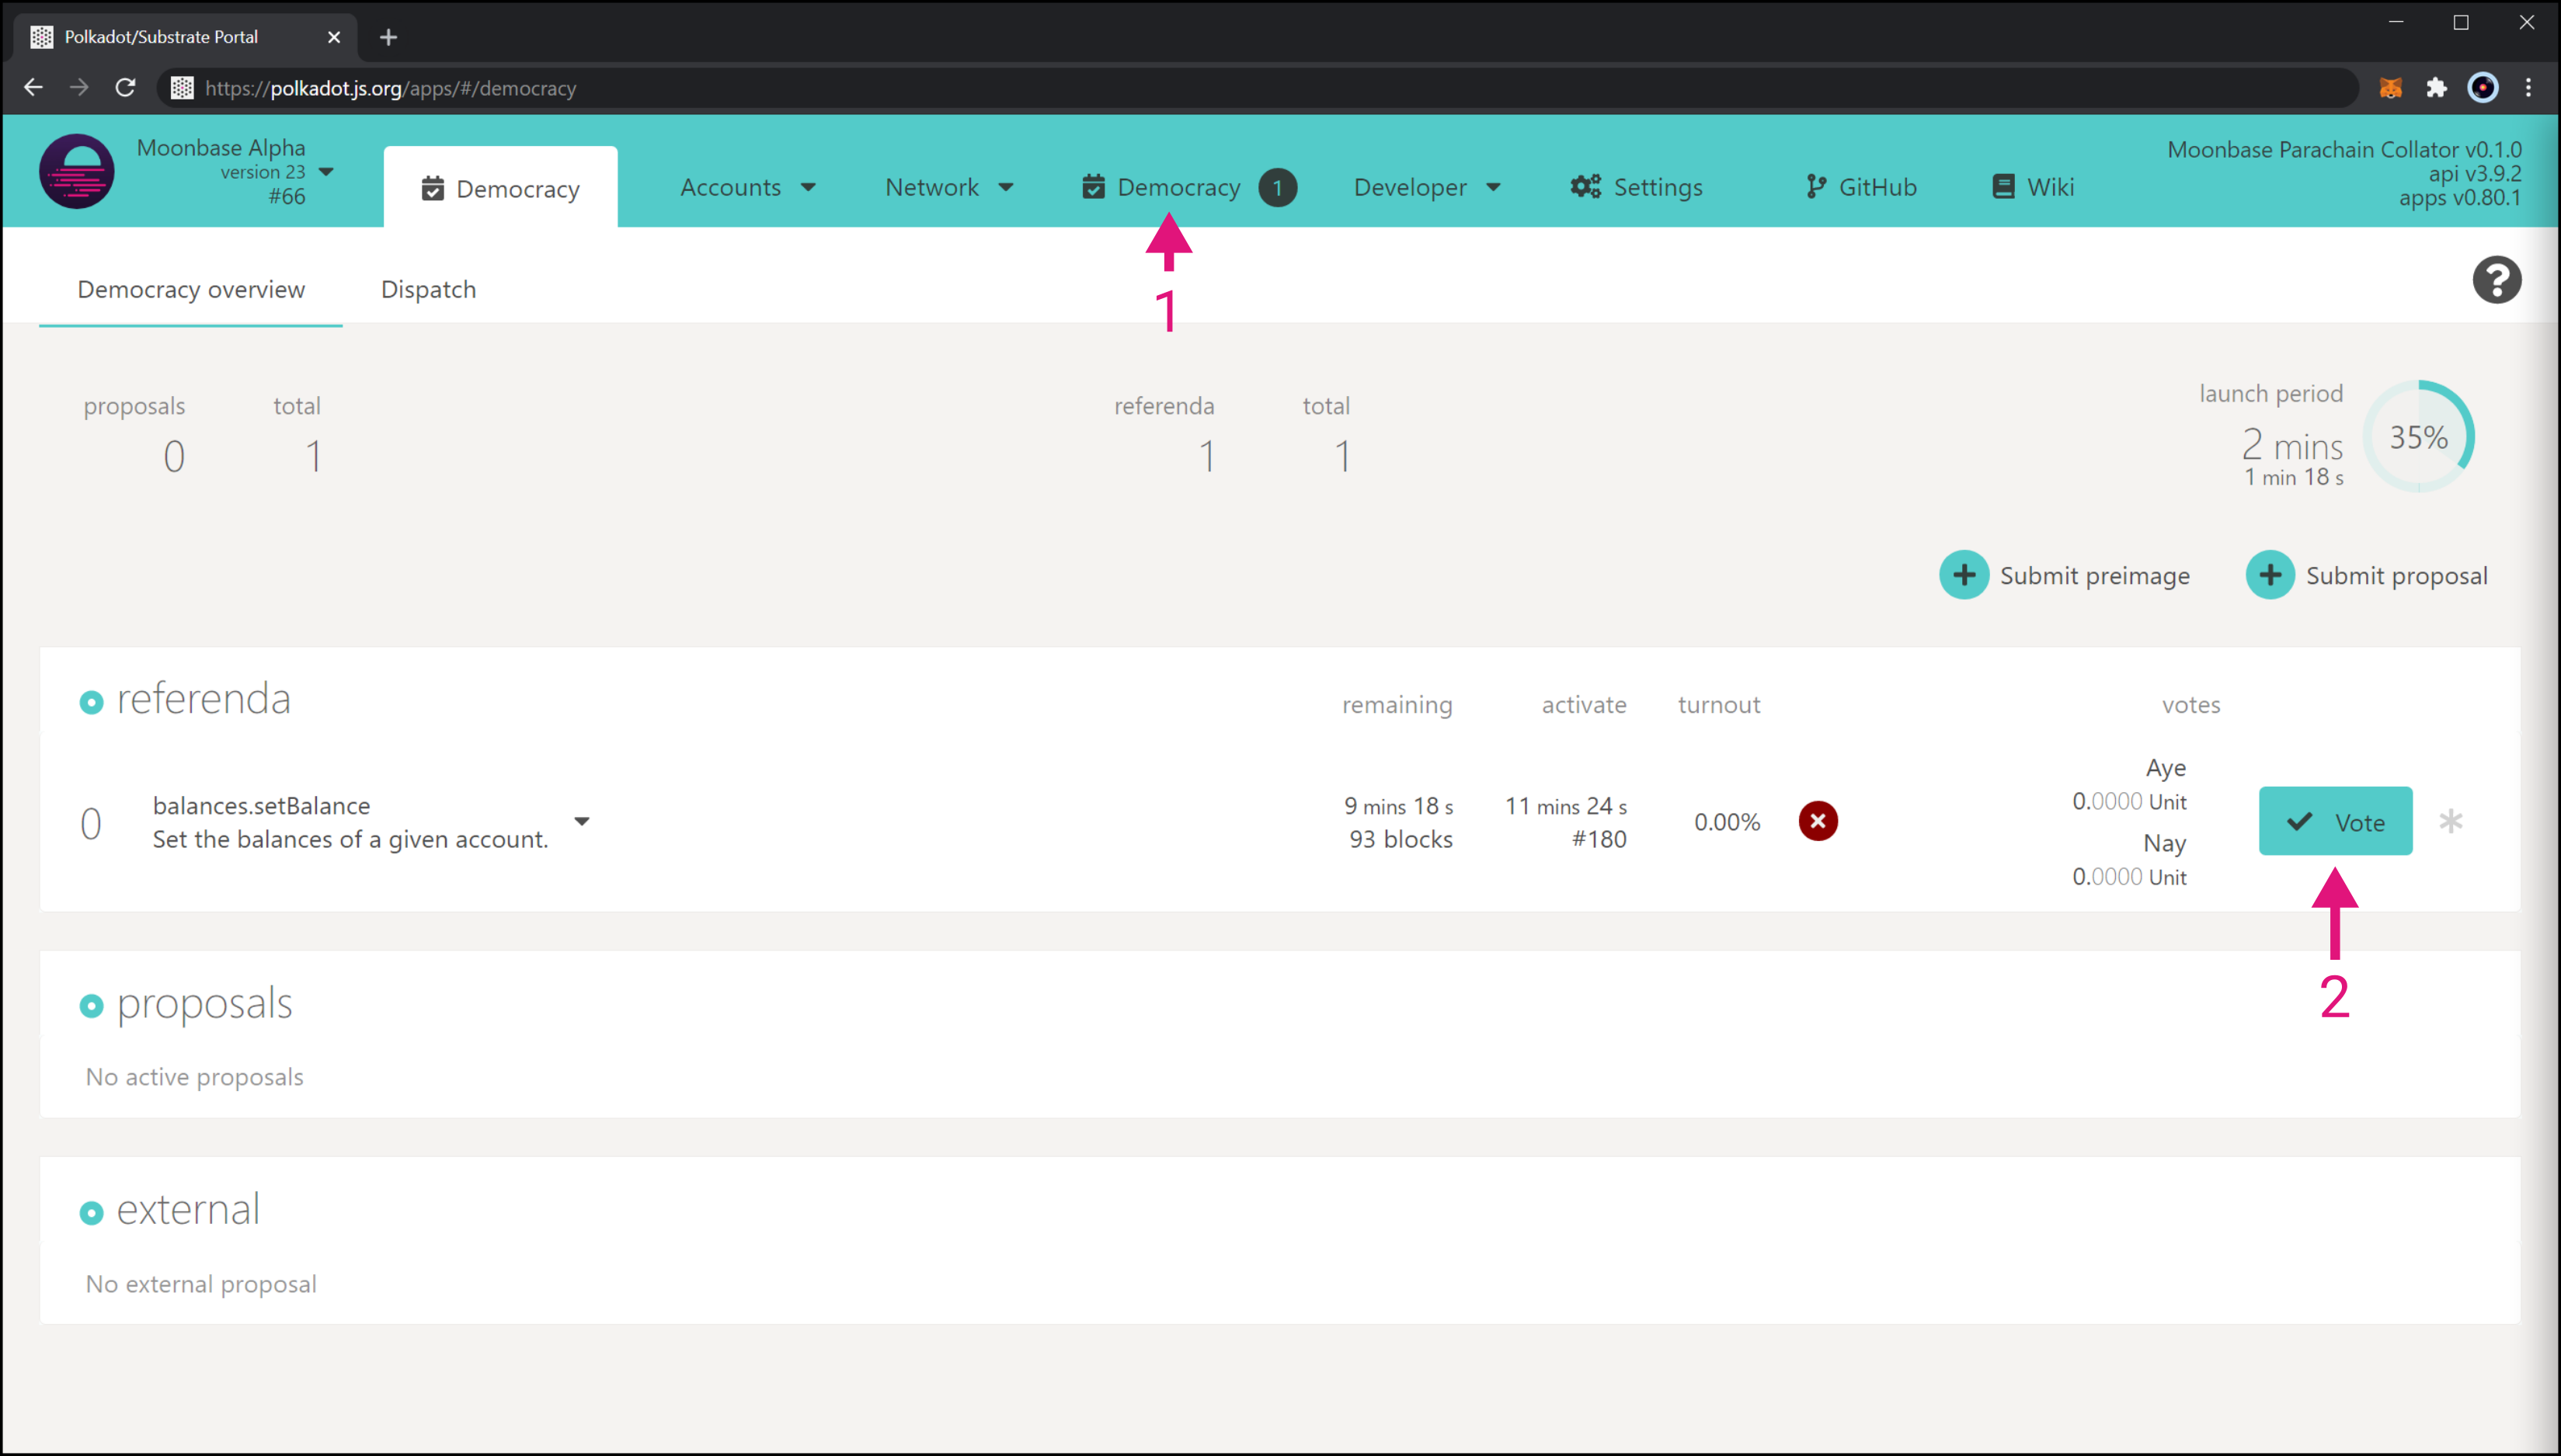 Polkadot/Substrate Portal
https://polkadot.js.org/apps/#/democracy
Moonbase Alpha
version 23
#66
Democracy
Accounts
Network
Democracy 1
Developer
Settings
GitHub
Wiki
Moonbase Parachain Collator v0.1.0
api v3.9.2
apps v0.80.1
Democracy overview
Dispatch
1
proposals total
0 1
referenda total
1 1
launch period
2 mins
1 min 18 s
35%
Submit preimage
Submit proposal
referenda remaining activate turnout votes
0
balances.setBalance
Set the balances of a given account.
9 mins 18 s
93 blocks
11 mins 24 s
#180
0.00%
Aye
0.0000 Unit
Nay
0.0000 Unit
Vote
2
proposals
No active proposals
external
No external proposal